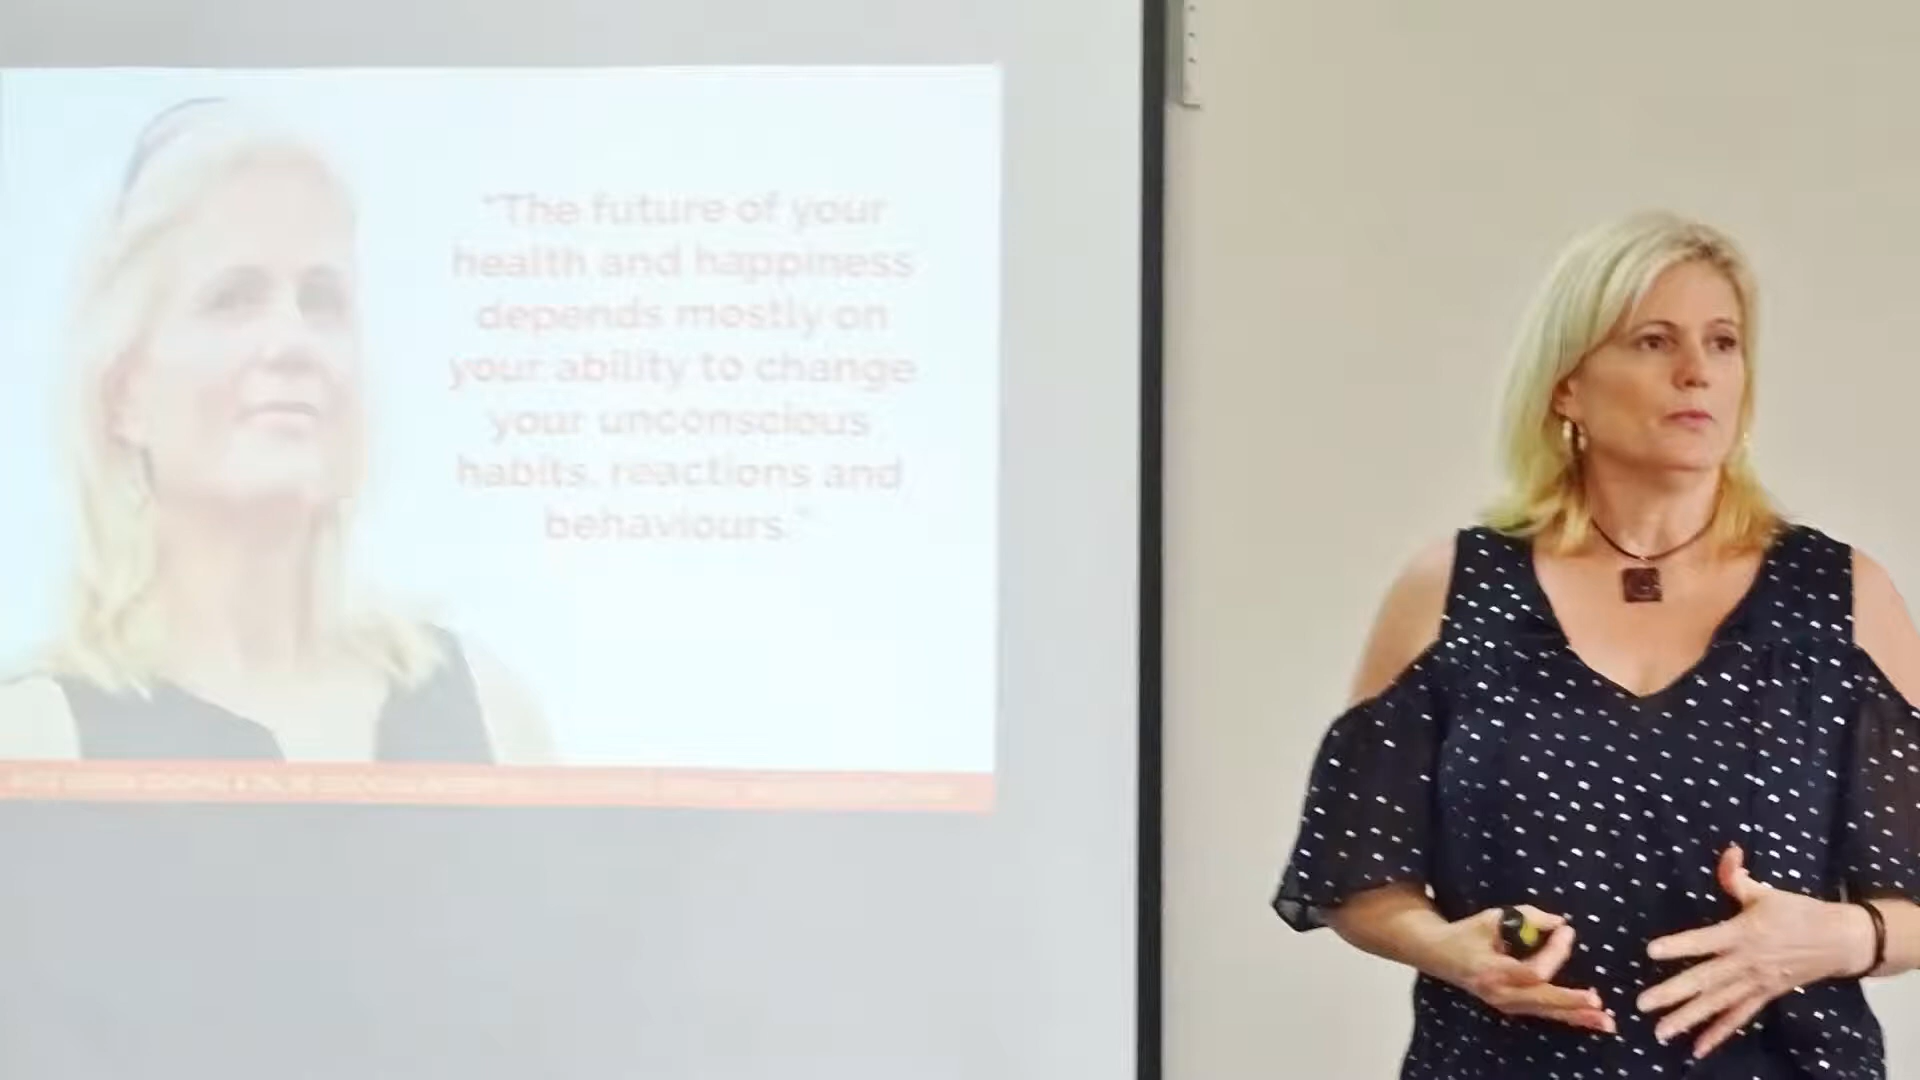 "The future of your
health and happiness
depends mostly on
your ability to change
your unconscious
habits, reactions and
behaviours."